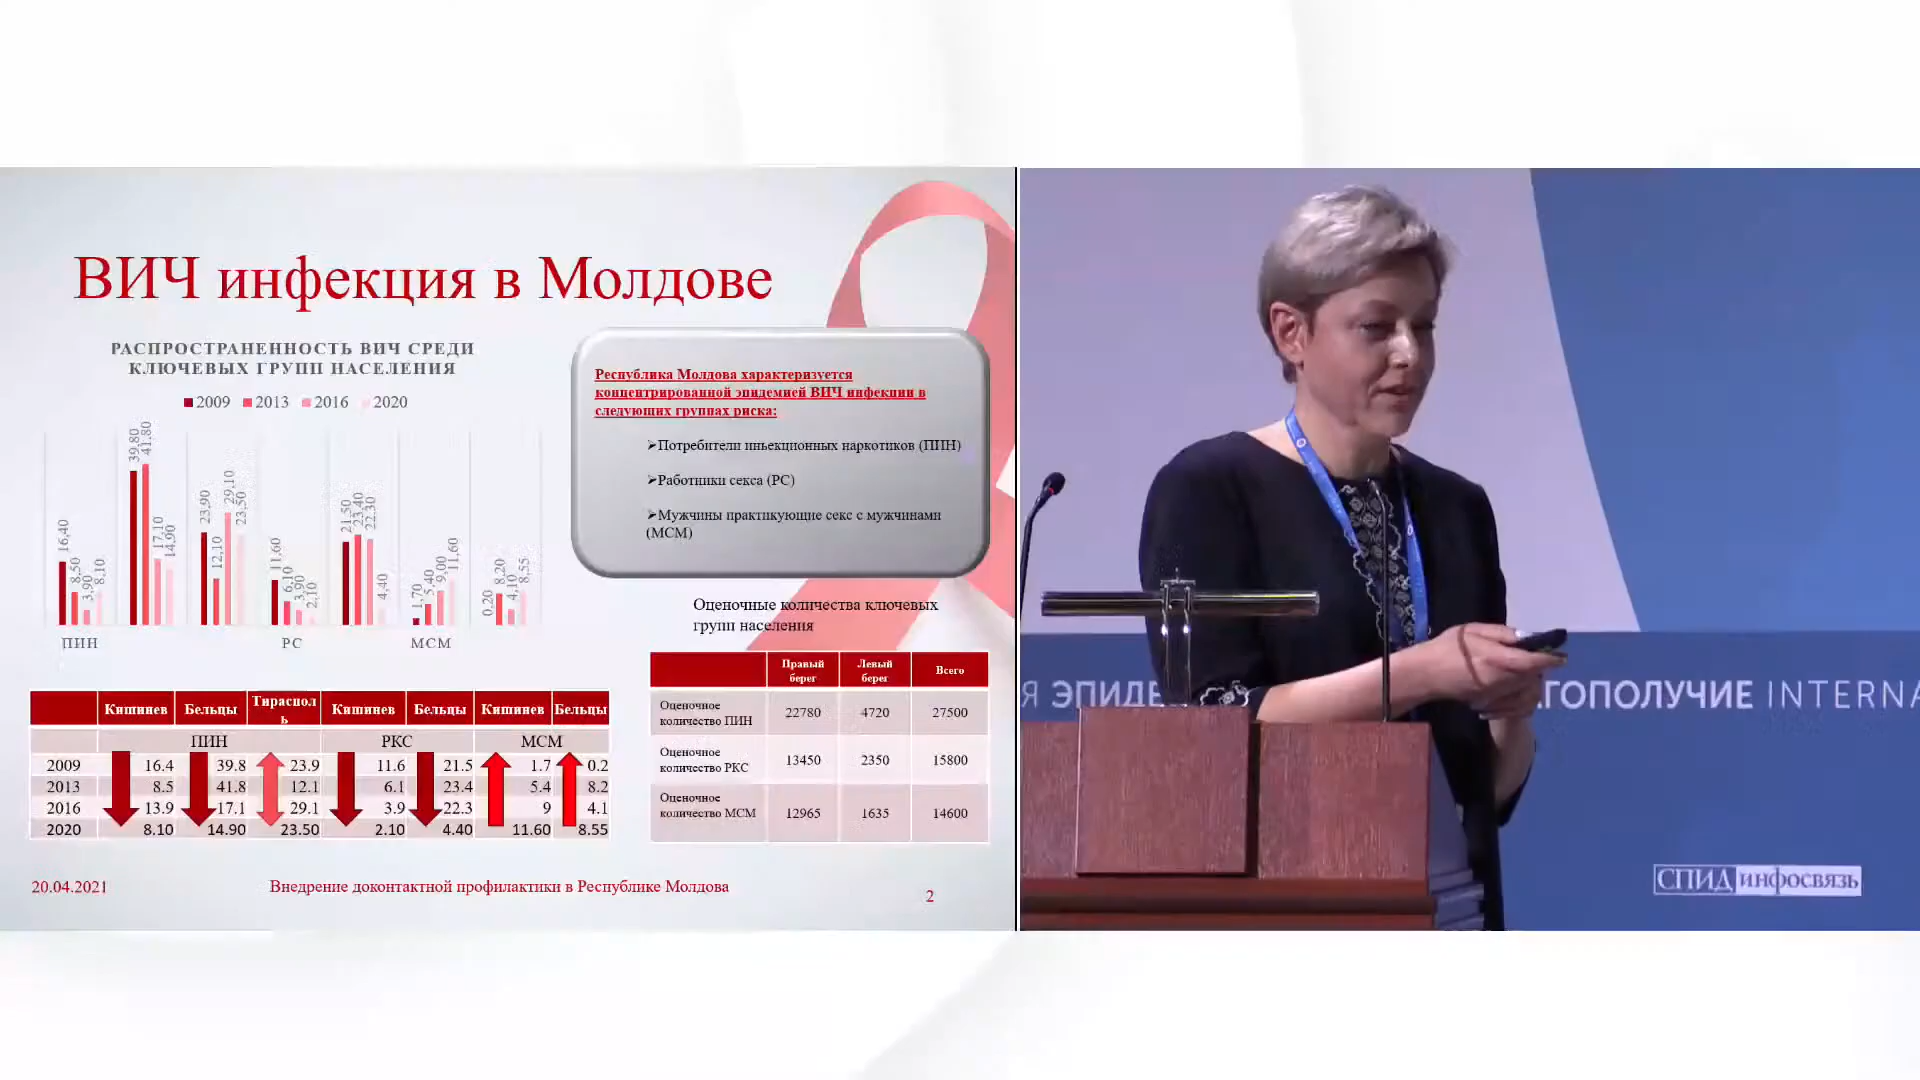 ВИЧ инфекция в Молдове
РАСПРОСТРАНЕННОСТЬ ВИЧ СРЕДИ
КЛЮЧЕВЫХ ГРУПП НАСЕЛЕНИЯ
2009 2013 2016 2020
16,40 8,50 3,90 8,10 39,80 41,80 17,10 14,90 23,90 12,10 29,10 23,50 11,60 6,10 3,90 2,10 21,50 23,40 22,30 4,40 1,70 5,40 9,00 11,60 0,20 8,20 4,10 8,55
ПИН РС МСМ
Республика Молдова характеризуется
концентрированной эпидемией ВИЧ инфекции в
следующих группах риска:
➢Потребители иньекционных наркотиков (ПИН)
➢Работники секса (РС)
➢Мужчины практикующие секс с мужчинами
(МСМ)
Оценочные количества ключевых
групп населения
Правый берег Левый берег Всего
Оценочное количество ПИН 22780 4720 27500
Оценочное количество РКС 13450 2350 15800
Оценочное количество МСМ 12965 1635 14600
Кишинев Бельцы Тирасполь Кишинев Бельцы Кишинев Бельцы
ПИН РКС МСМ
2009 16.4 39.8 23.9 11.6 21.5 1.7 0.2
2013 8.5 41.8 12.1 6.1 23.4 5.4 8.2
2016 13.9 17.1 29.1 3.9 22.3 9 4.1
2020 8.10 14.90 23.50 2.10 4.40 11.60 8.55
20.04.2021
Внедрение доконтактной профилактики в Республике Молдова
2
Я ЭПИДЕ ГОПОЛУЧИЕ INTERNA
СПИД ИНФОСВЯЗЬ